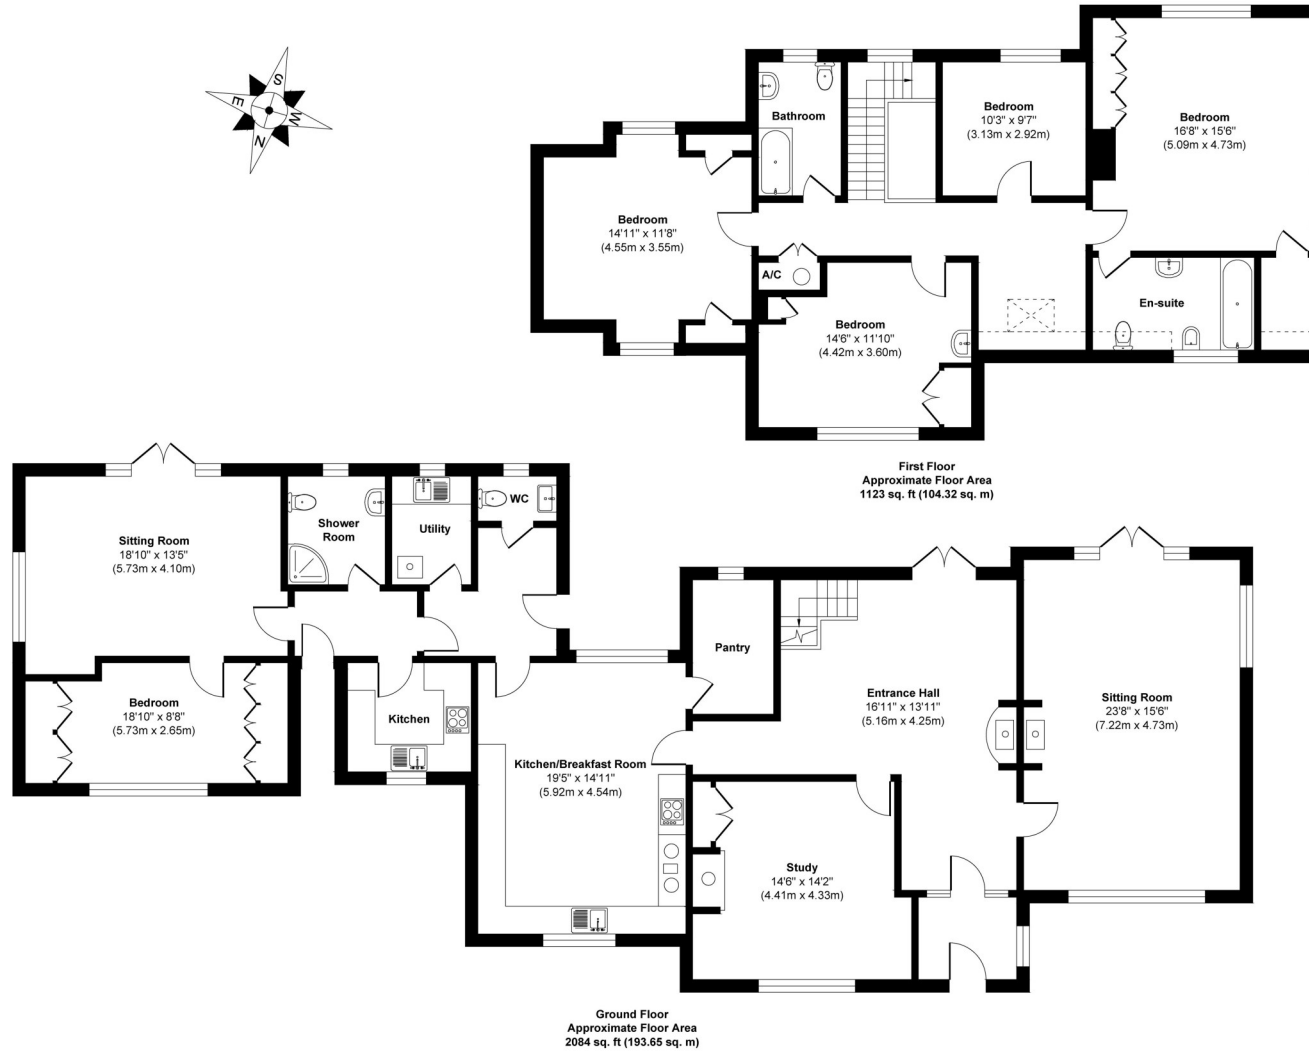 S
E
W
N
Bathroom
Bedroom
10'3" x 9'7"
(3.13m x 2.92m)
Bedroom
16'8" x 15'6"
(5.09m x 4.73m)
Bedroom
14'11" x 11'8"
(4.55m x 3.55m)
A/C
Bedroom
14'6" x 11'10"
(4.42m x 3.60m)
En-suite
First Floor
Approximate Floor Area
1123 sq. ft (104.32 sq. m)
Sitting Room
18'10" x 13'5"
(5.73m x 4.10m)
Shower
Room
Utility
WC
Bedroom
18'10" x 8'8"
(5.73m x 2.65m)
Kitchen
Kitchen/Breakfast Room
19'5" x 14'11"
(5.92m x 4.54m)
Pantry
Entrance Hall
16'11" x 13'11"
(5.16m x 4.25m)
Sitting Room
23'8" x 15'6"
(7.22m x 4.73m)
Study
14'6" x 14'2"
(4.41m x 4.33m)
Ground Floor
Approximate Floor Area
2084 sq. ft (193.65 sq. m)